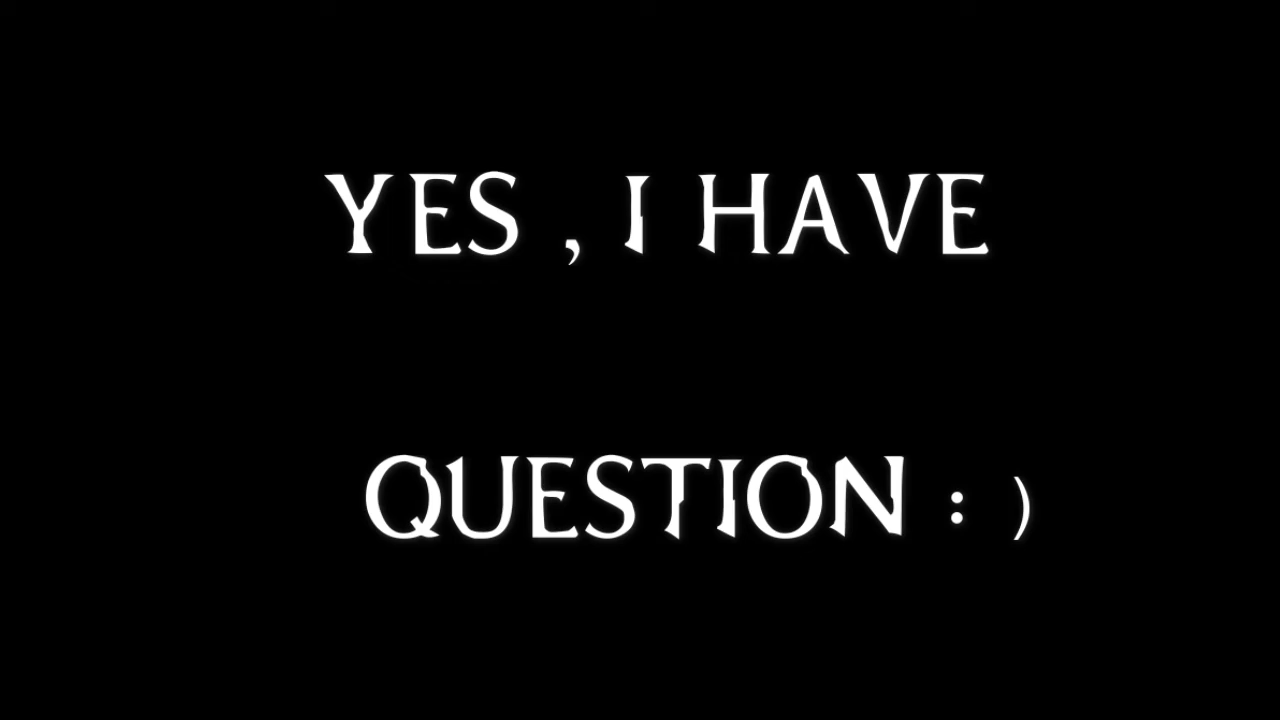 YES , I HAVE
QUESTION : )